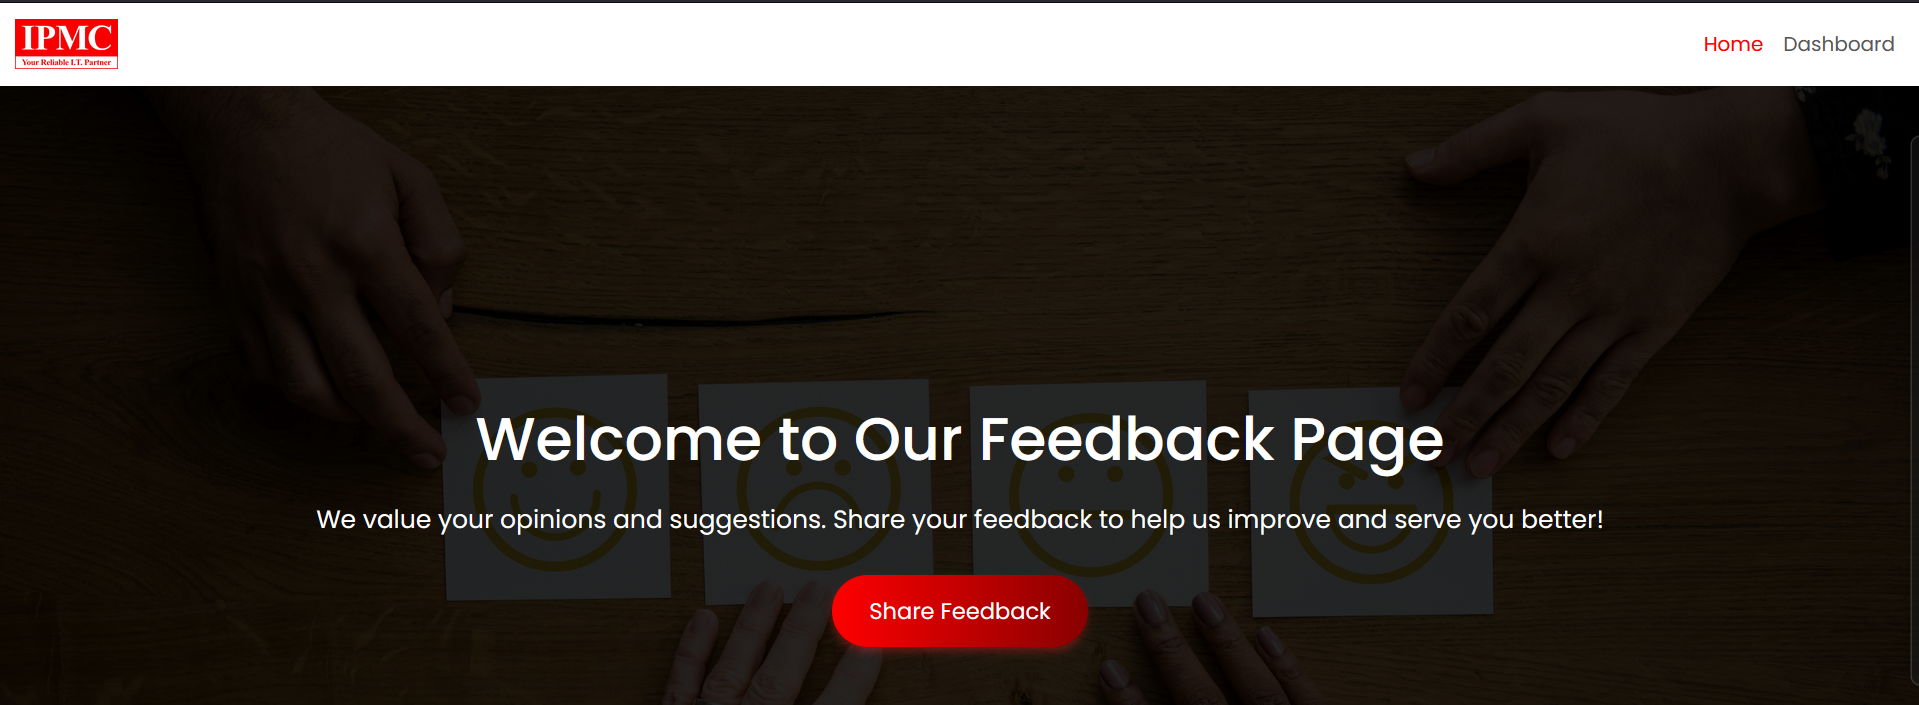 IPMC
Your Reliable I.T. Partner
Home
Dashboard
Welcome to Our Feedback Page
We value your opinions and suggestions. Share your feedback to help us improve and serve you better!
Share Feedback